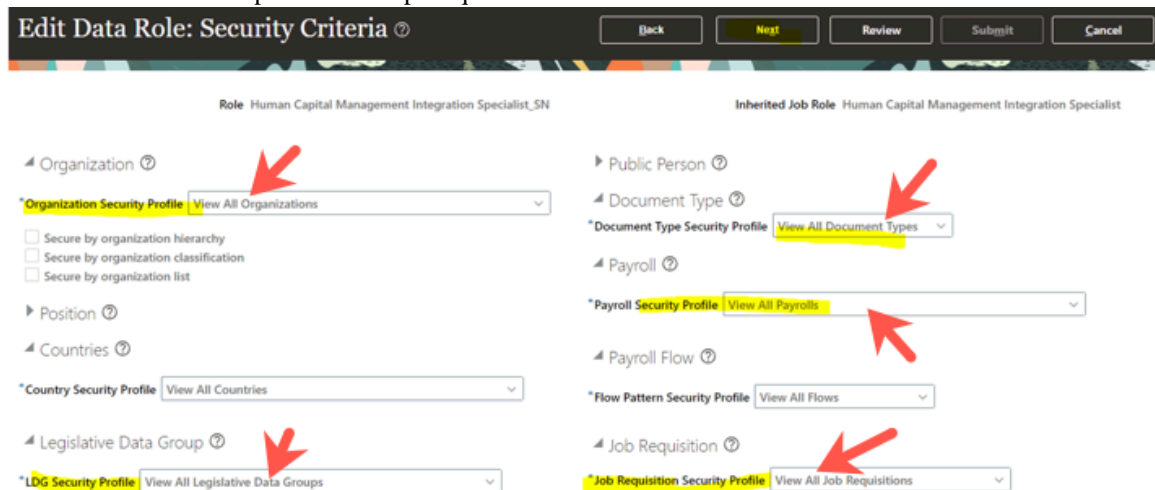 Edit Data Role: Security Criteria
Back Next Review Submit Cancel
Role Human Capital Management Integration Specialist_SN
Inherited Job Role Human Capital Management Integration Specialist
Organization
*Organization Security Profile View All Organizations
Secure by organization hierarchy
Secure by organization classification
Secure by organization list
Position
Countries
*Country Security Profile View All Countries
Legislative Data Group
*LDG Security Profile View All Legislative Data Groups
Public Person
Document Type
*Document Type Security Profile View All Document Types
Payroll
*Payroll Security Profile View All Payrolls
Payroll Flow
*Flow Pattern Security Profile View All Flows
Job Requisition
*Job Requisition Security Profile View All Job Requisitions